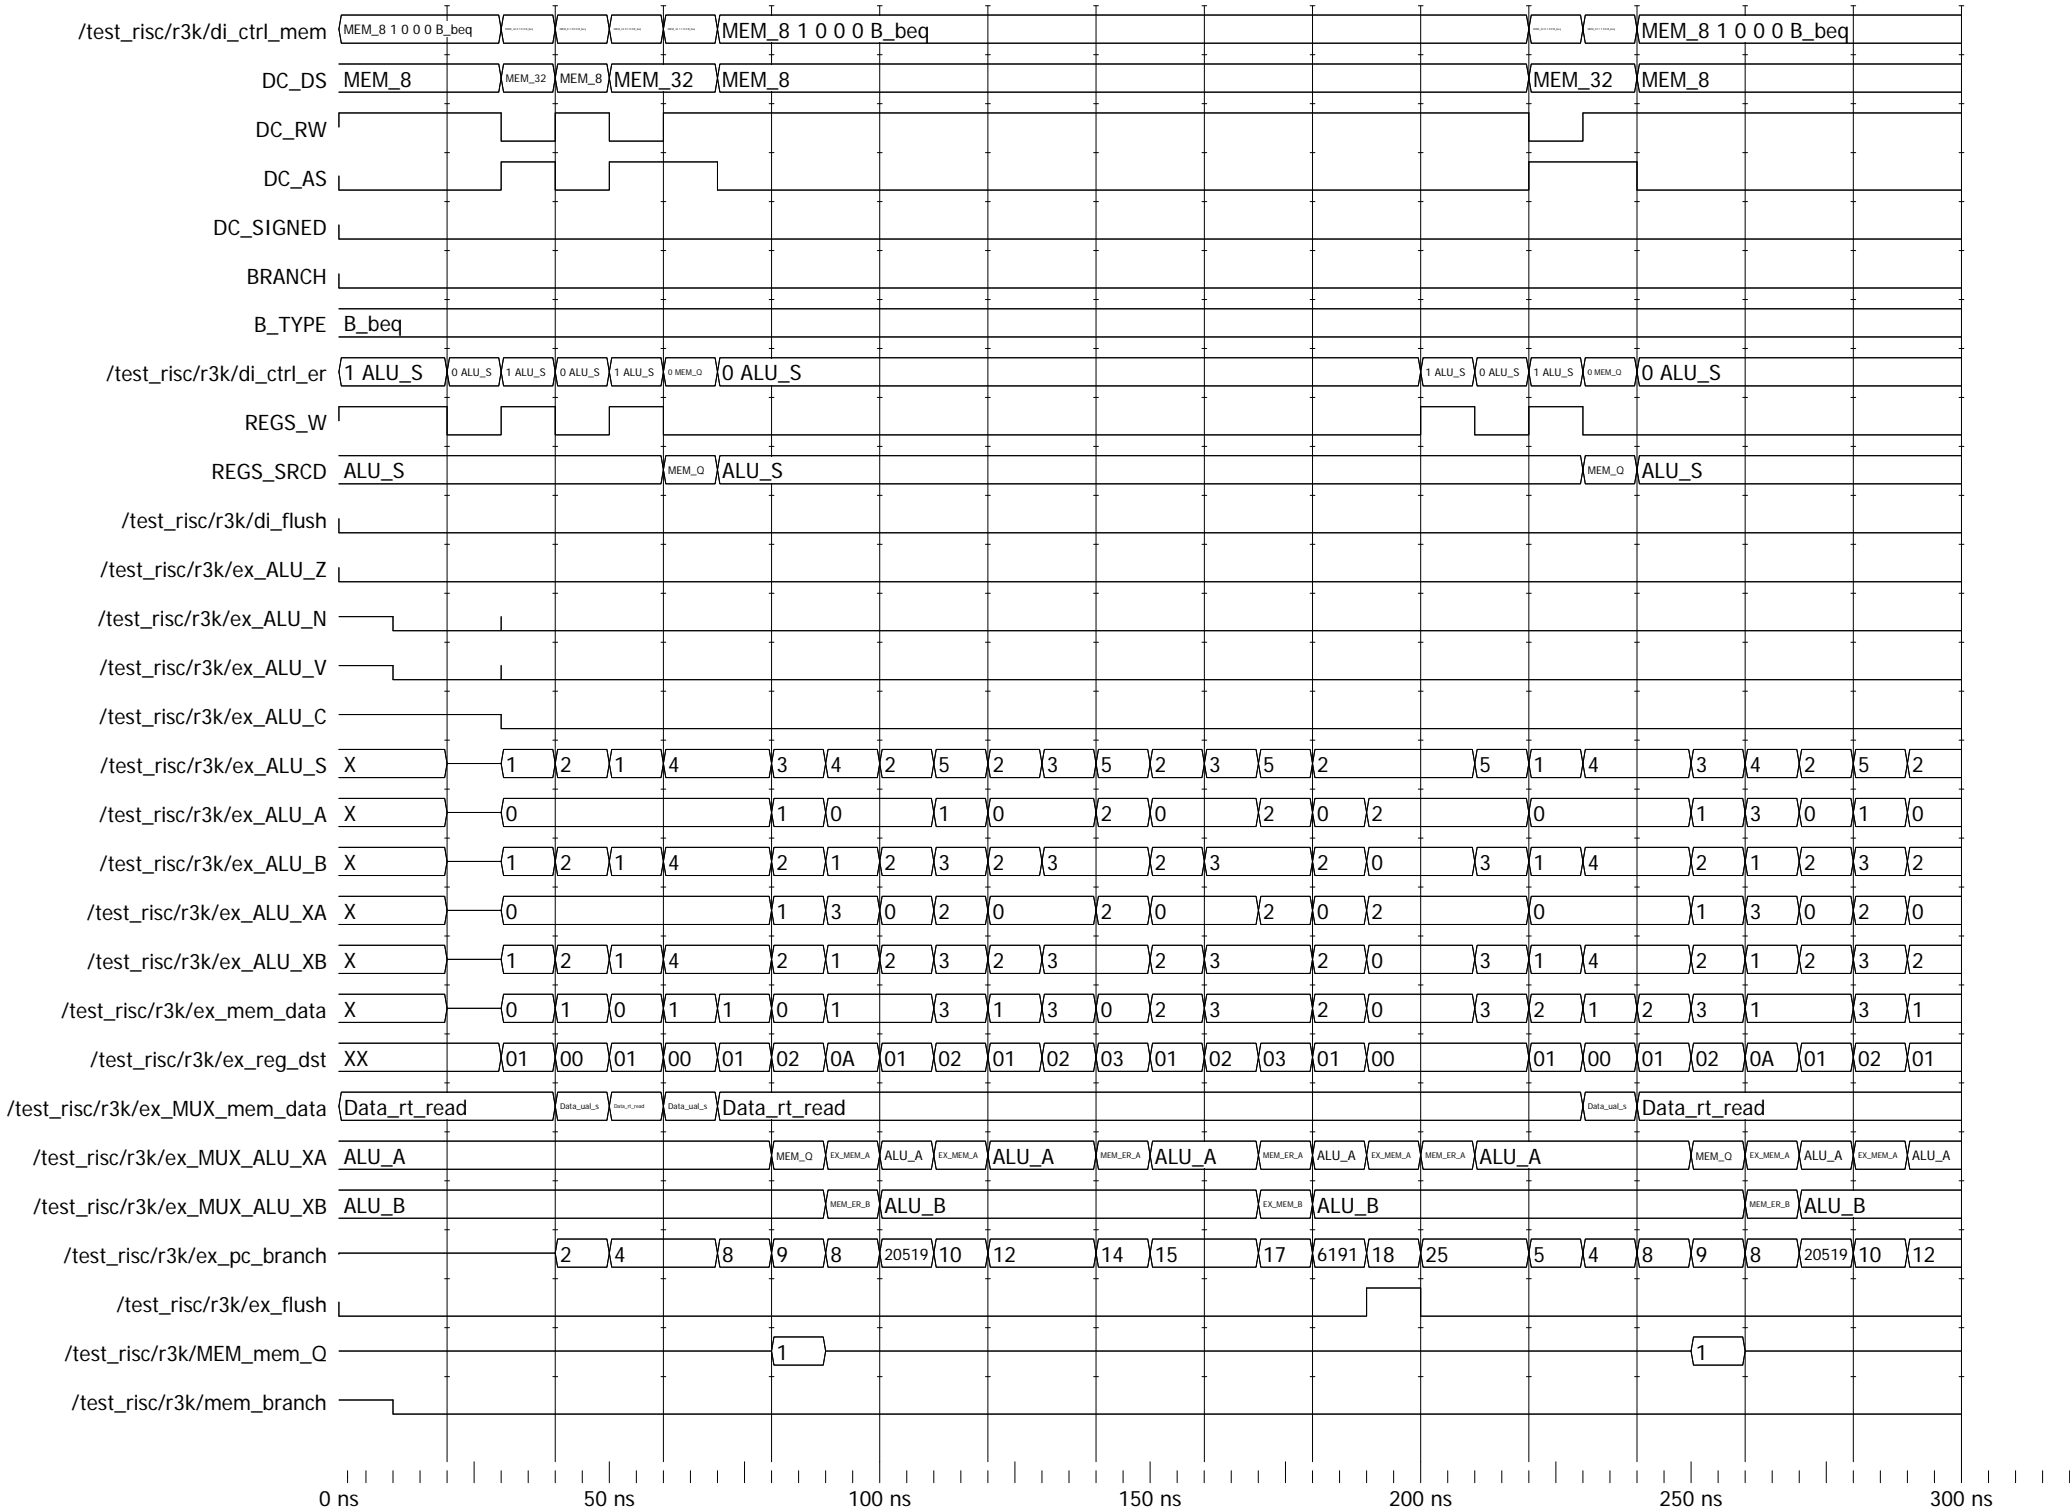 /test_risc/r3k/di_ctrl_mem MEM_8 1 0 0 0 B_beq MEM_8 1 0 0 0 B_beq MEM_8 1 0 0 0 B_beq
DC_DS MEM_8 MEM_32 MEM_8 MEM_32 MEM_8 MEM_32 MEM_8
DC_RW
DC_AS
DC_SIGNED
BRANCH
B_TYPE B_beq
/test_risc/r3k/di_ctrl_er 1 ALU_S 0 ALU_S 1 ALU_S 0 ALU_S 1 ALU_S 0 MEM_Q 0 ALU_S 1 ALU_S 0 ALU_S 1 ALU_S 0 MEM_Q 0 ALU_S
REGS_W
REGS_SRCD ALU_S MEM_Q ALU_S MEM_Q ALU_S
/test_risc/r3k/di_flush
/test_risc/r3k/ex_ALU_Z
/test_risc/r3k/ex_ALU_N
/test_risc/r3k/ex_ALU_V
/test_risc/r3k/ex_ALU_C
/test_risc/r3k/ex_ALU_S X 1 2 1 4 3 4 2 5 2 3 5 2 3 5 2 5 1 4 3 4 2 5 2
/test_risc/r3k/ex_ALU_A X 0 1 0 1 0 2 0 2 0 2 0 1 3 0 1 0
/test_risc/r3k/ex_ALU_B X 1 2 1 4 2 1 2 3 2 3 2 3 2 0 3 1 4 2 1 2 3 2
/test_risc/r3k/ex_ALU_XA X 0 1 3 0 2 0 2 0 2 0 2 0 1 3 0 2 0
/test_risc/r3k/ex_ALU_XB X 1 2 1 4 2 1 2 3 2 3 2 3 2 0 3 1 4 2 1 2 3 2
/test_risc/r3k/ex_mem_data X 0 1 0 1 1 0 1 3 1 3 0 2 3 2 0 3 2 1 2 3 1 3 1
/test_risc/r3k/ex_reg_dst XX 01 00 01 00 01 02 0A 01 02 01 02 03 01 02 03 01 00 01 00 01 02 0A 01 02 01
/test_risc/r3k/ex_MUX_mem_data Data_rt_read Data_ual_s Data_rt_read Data_ual_s Data_rt_read Data_ual_s Data_rt_read
/test_risc/r3k/ex_MUX_ALU_XA ALU_A MEM_Q EX_MEM_A ALU_A EX_MEM_A ALU_A MEM_ER_A ALU_A MEM_ER_A ALU_A EX_MEM_A MEM_ER_A ALU_A MEM_Q EX_MEM_A ALU_A EX_MEM_A ALU_A
/test_risc/r3k/ex_MUX_ALU_XB ALU_B MEM_ER_B ALU_B EX_MEM_B ALU_B MEM_ER_B ALU_B
/test_risc/r3k/ex_pc_branch 2 4 8 9 8 20519 10 12 14 15 17 6191 18 25 5 4 8 9 8 20519 10 12
/test_risc/r3k/ex_flush
/test_risc/r3k/MEM_mem_Q 1 1
/test_risc/r3k/mem_branch
0 ns 50 ns 100 ns 150 ns 200 ns 250 ns 300 ns